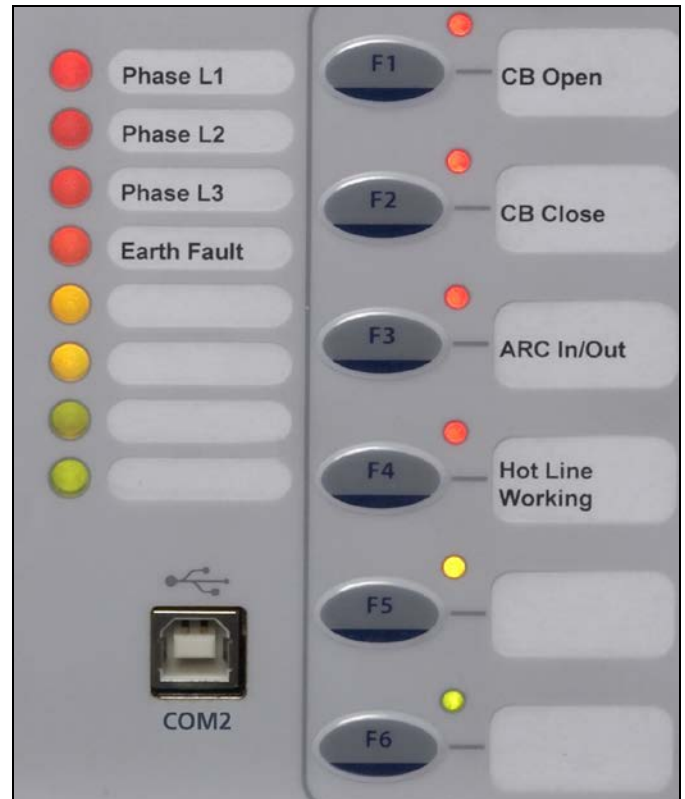 Phase L1
Phase L2
Phase L3
Earth Fault
COM2
F1
CB Open
F2
CB Close
F3
ARC In/Out
F4
Hot Line
Working
F5
F6